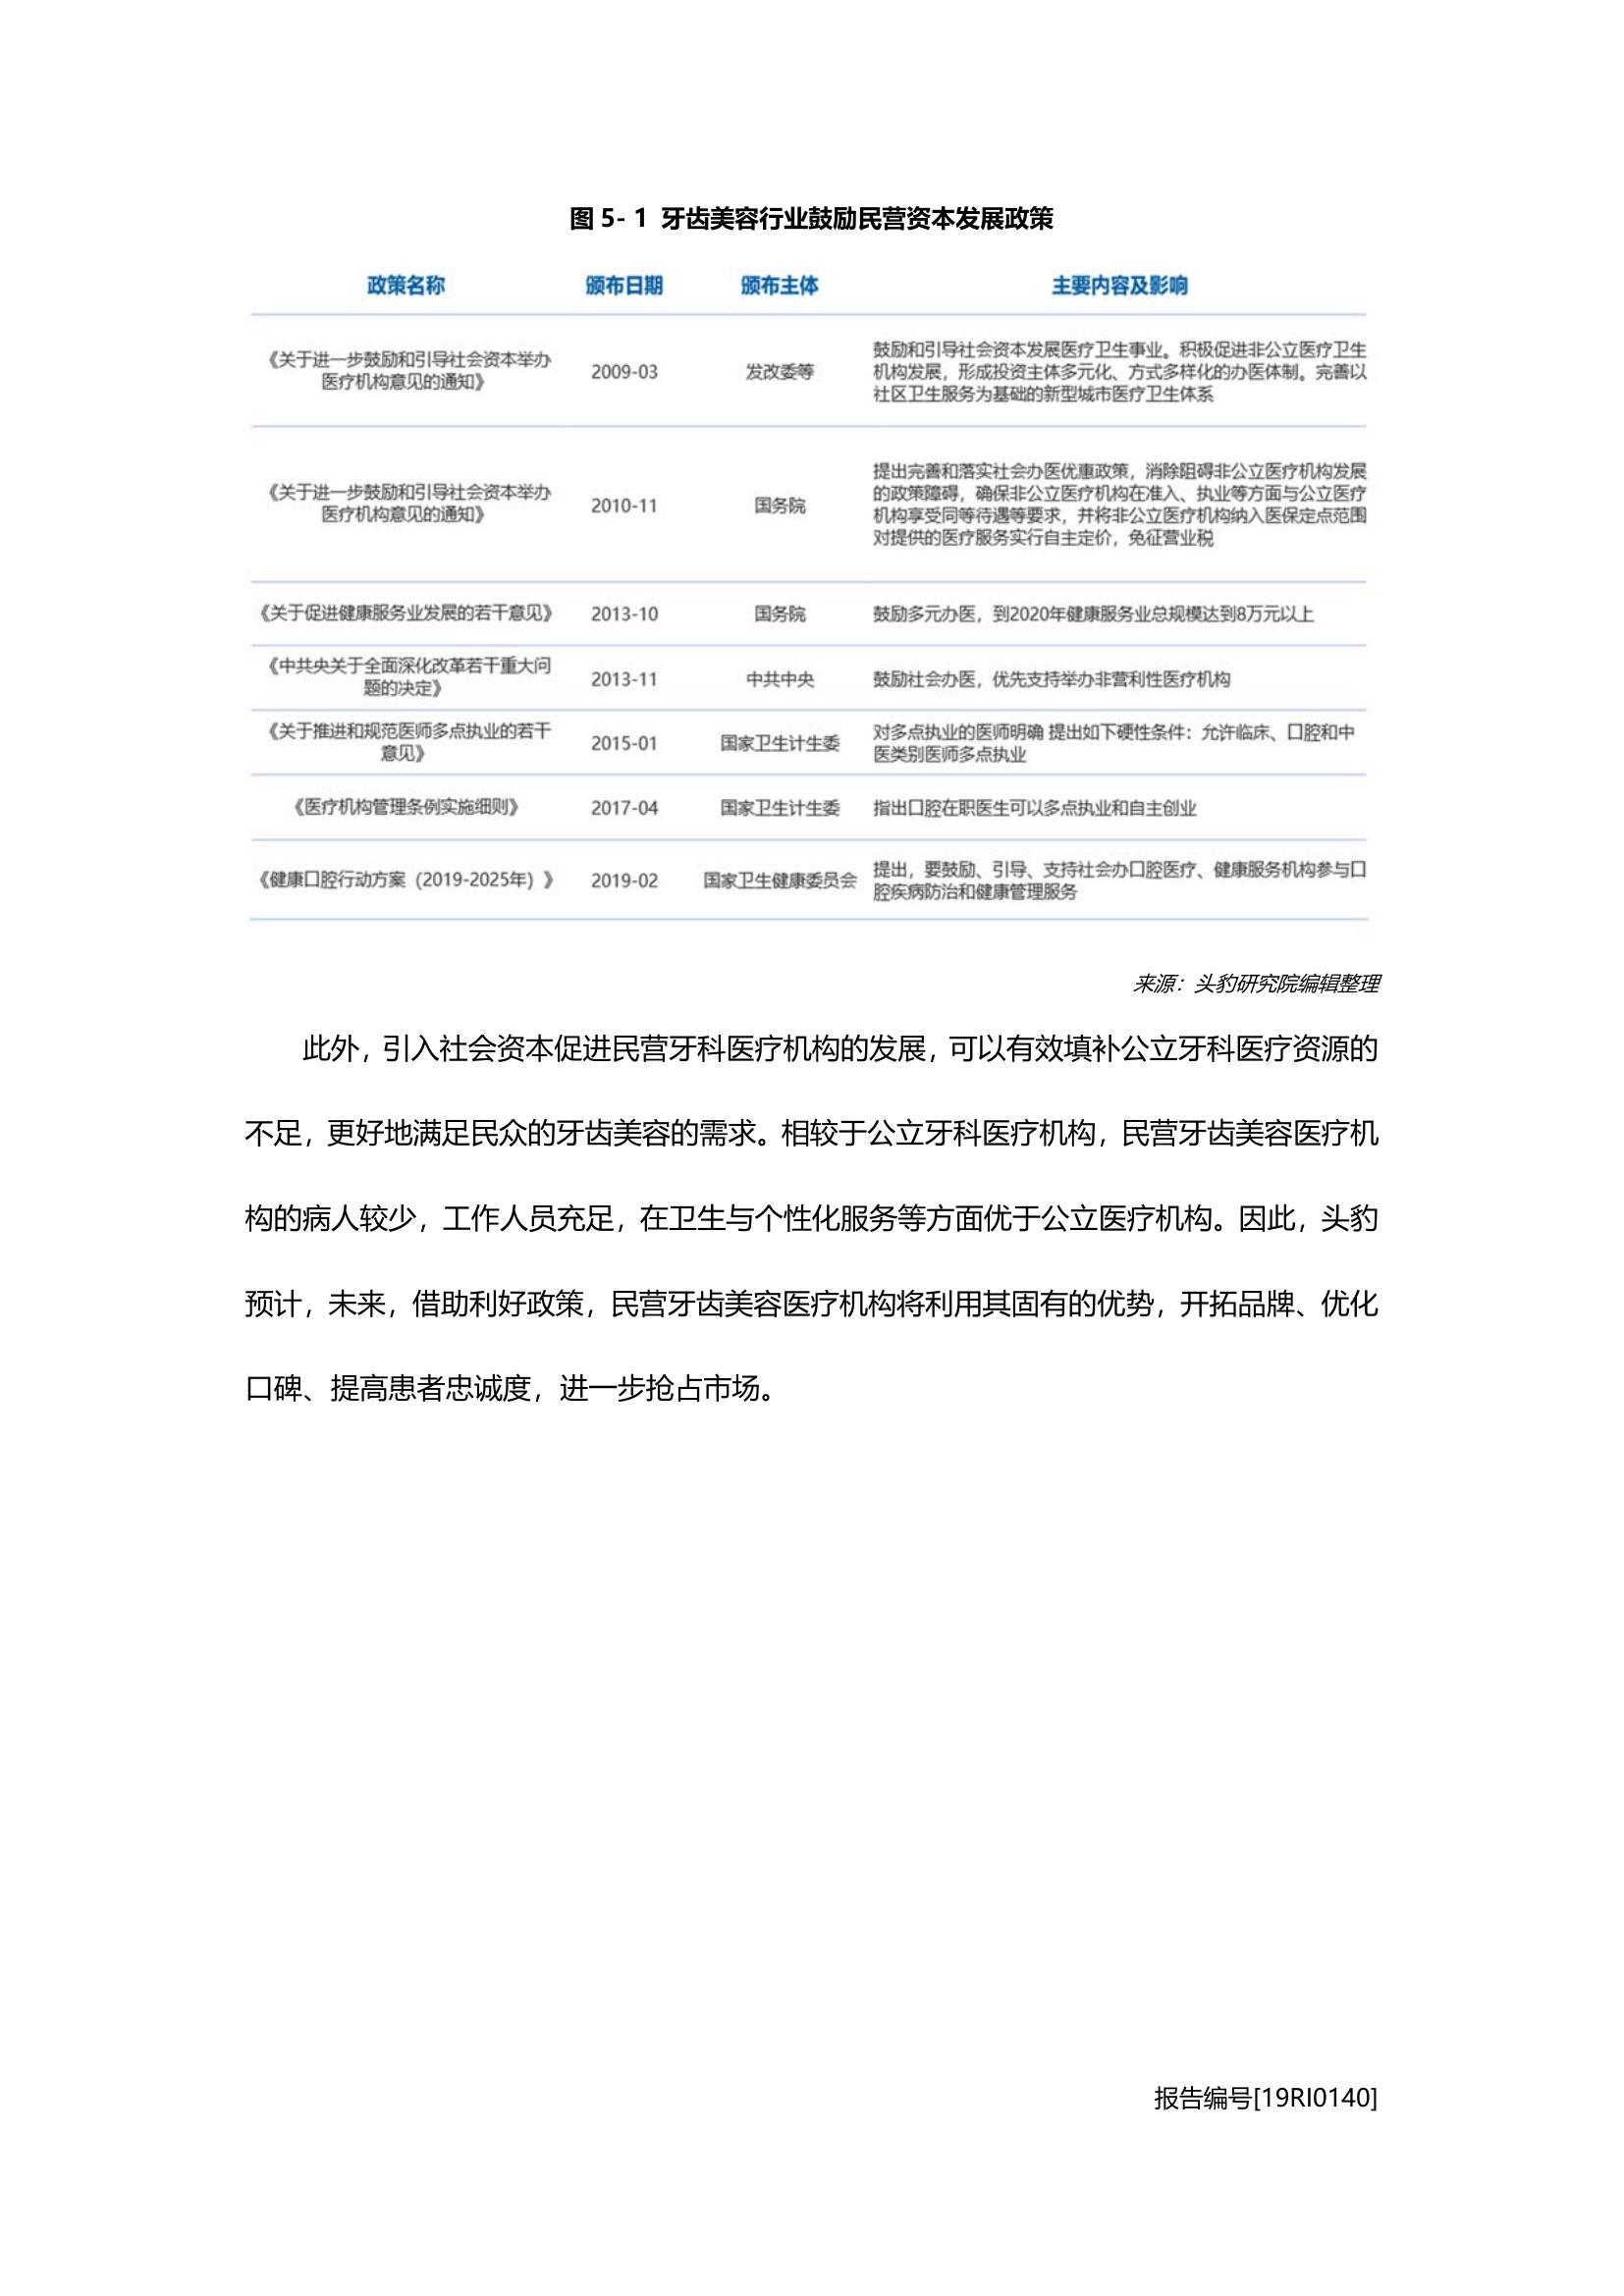 图 5- 1 牙齿美容行业鼓励民营资本发展政策
政策名称 颁布日期 颁布主体 主要内容及影响
《关于进一步鼓励和引导社会资本举办
医疗机构意见的通知》
2009-03
发改委等
鼓励和引导社会资本发展医疗卫生事业。积极促进非公立医疗卫生
机构发展，形成投资主体多元化、方式多样化的办医体制。完善以
社区卫生服务为基础的新型城市医疗卫生体系
《关于进一步鼓励和引导社会资本举办
医疗机构意见的通知》
2010-11
国务院
提出完善和落实社会办医优惠政策，消除阻碍非公立医疗机构发展
的政策障碍，确保非公立医疗机构在准入、执业等方面与公立医疗
机构享受同等待遇等要求，并将非公立医疗机构纳入医保定点范围
对提供的医疗服务实行自主定价，免征营业税
《关于促进健康服务业发展的若干意见》 2013-10 国务院 鼓励多元办医，到2020年健康服务业总规模达到8万元以上
《中共央关于全面深化改革若干重大问
题的决定》
2013-11
中共中央
鼓励社会办医，优先支持举办非营利性医疗机构
《关于推进和规范医师多点执业的若干
意见》
2015-01
国家卫生计生委
对多点执业的医师明确 提出如下硬性条件：允许临床、口腔和中
医类别医师多点执业
《医疗机构管理条例实施细则》 2017-04 国家卫生计生委 指出口腔在职医生可以多点执业和自主创业
《健康口腔行动方案（2019-2025年）》 2019-02 国家卫生健康委员会
提出，要鼓励、引导、支持社会办口腔医疗、健康服务机构参与口
腔疾病防治和健康管理服务
来源：头豹研究院编辑整理
此外，引入社会资本促进民营牙科医疗机构的发展，可以有效填补公立牙科医疗资源的
不足，更好地满足民众的牙齿美容的需求。相较于公立牙科医疗机构，民营牙齿美容医疗机
构的病人较少，工作人员充足，在卫生与个性化服务等方面优于公立医疗机构。因此，头豹
预计，未来，借助利好政策，民营牙齿美容医疗机构将利用其固有的优势，开拓品牌、优化
口碑、提高患者忠诚度，进一步抢占市场。
报告编号[19RI0140]